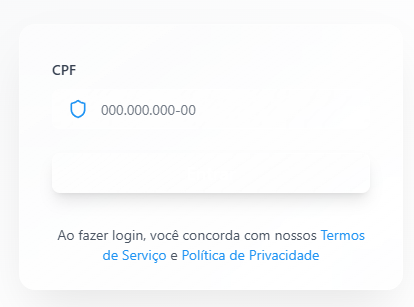 CPF
000.000.000-00
Ao fazer login, você concorda com nossos Termos
de Serviço e Política de Privacidade